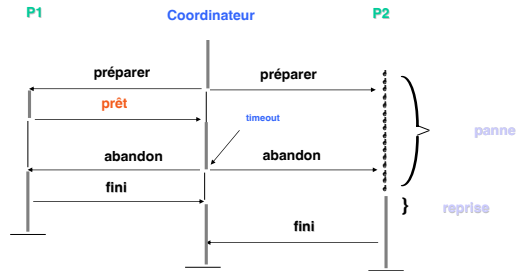 P1 Coordinateur P2
préparer préparer
prêt
timeout
panne
abandon abandon
fini
} reprise
fini